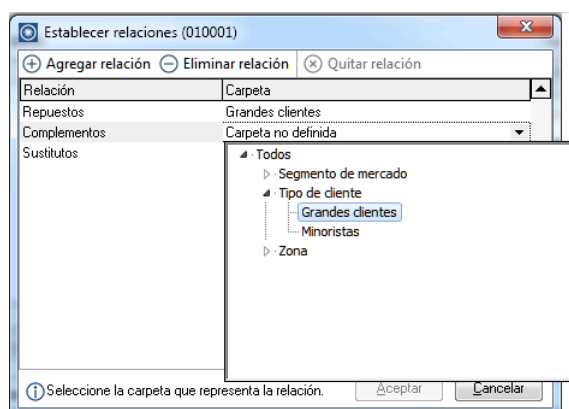 Establecer relaciones (010001)
Agregar relación Eliminar relación Quitar relación
Relación Carpeta
Repuestos Grandes clientes
Complementos Carpeta no definida
Sustitutos
Todos
Segmento de mercado
Tipo de cliente
Grandes clientes
Minoristas
Zona
Seleccione la carpeta que representa la relación. Aceptar Cancelar